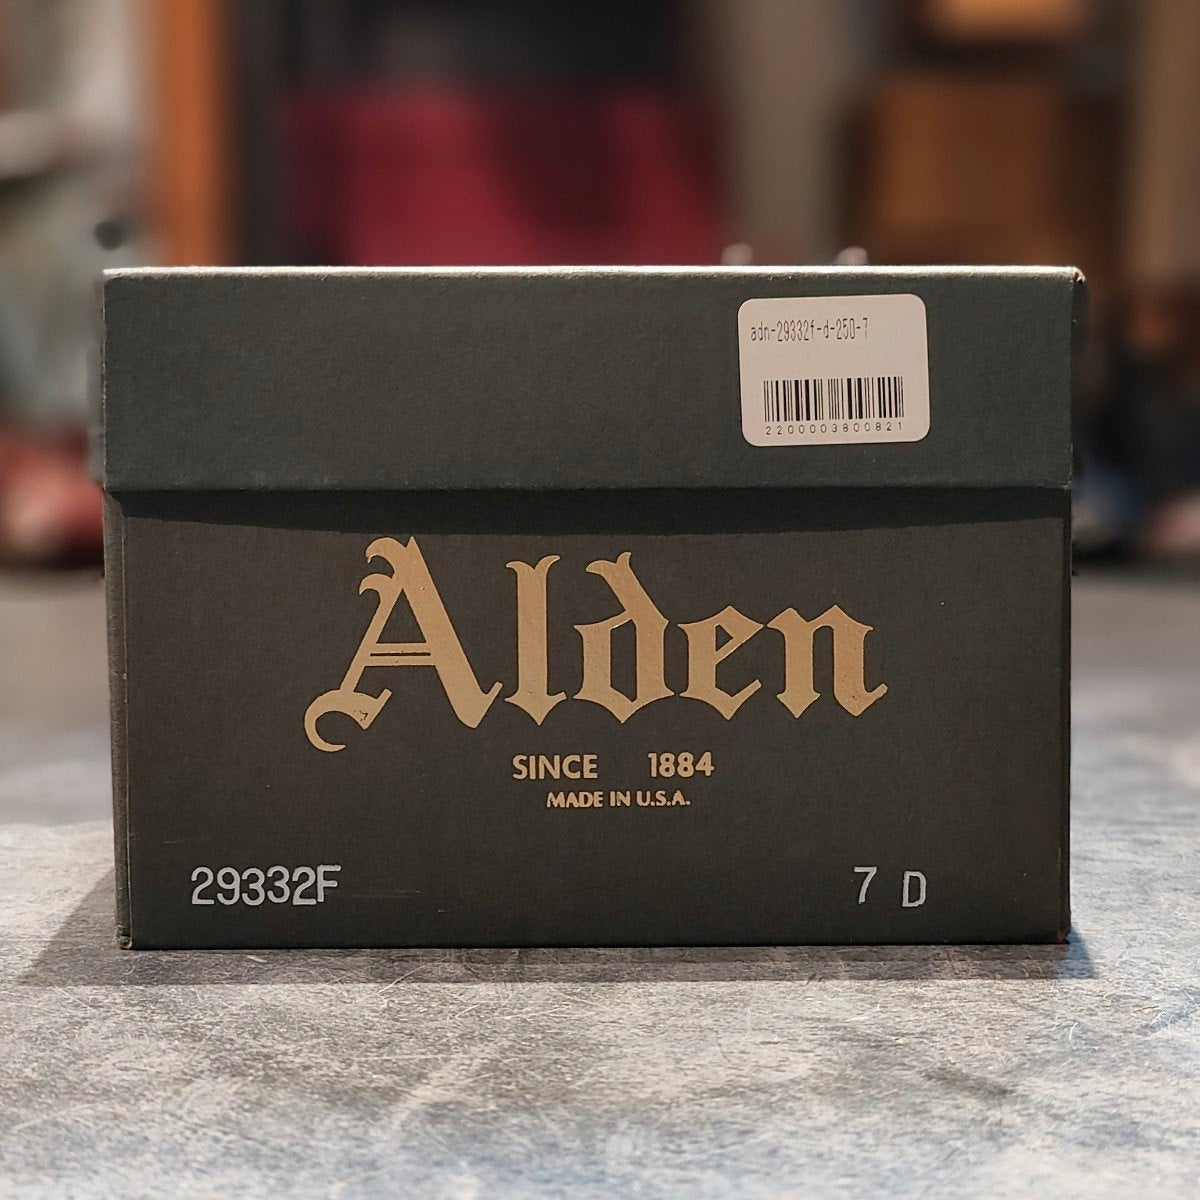 adn-29332f-d-250-7
2200003800821
Alden
SINCE 1884
MADE IN U.S.A.
29332F 7 D